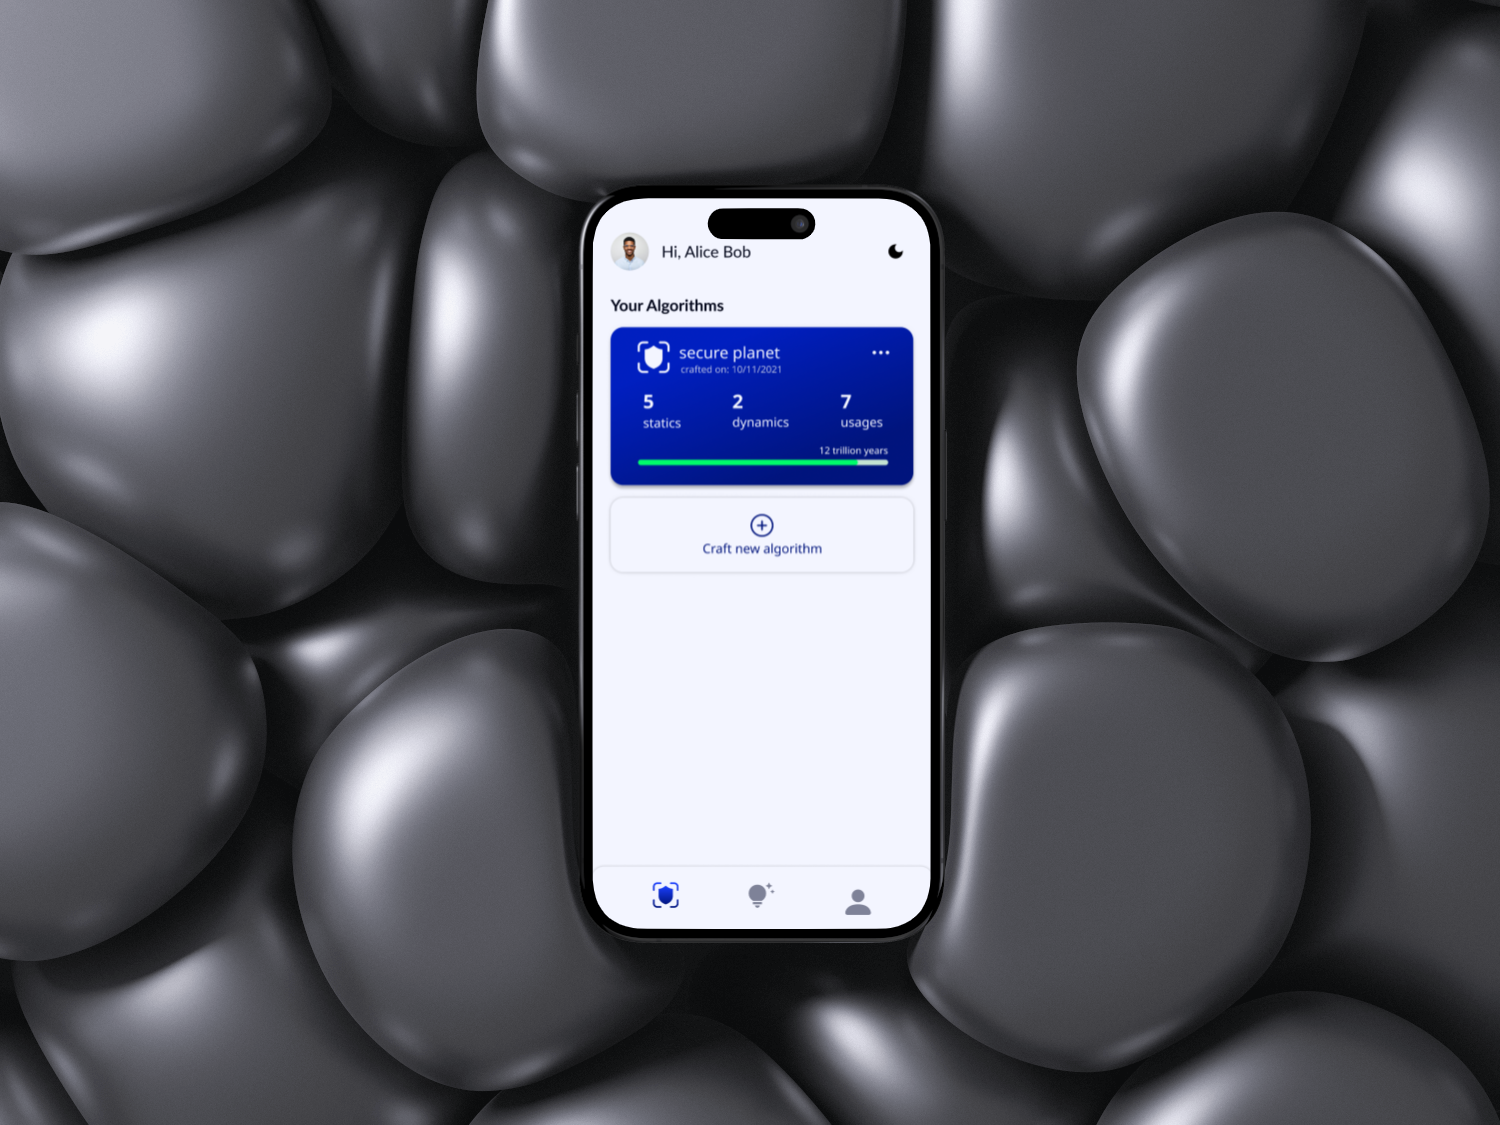 Hi, Alice Bob
Your Algorithms
secure planet
crafted on: 10/11/2021
5 2 7
statics dynamics usages
12 trillion years
Craft new algorithm